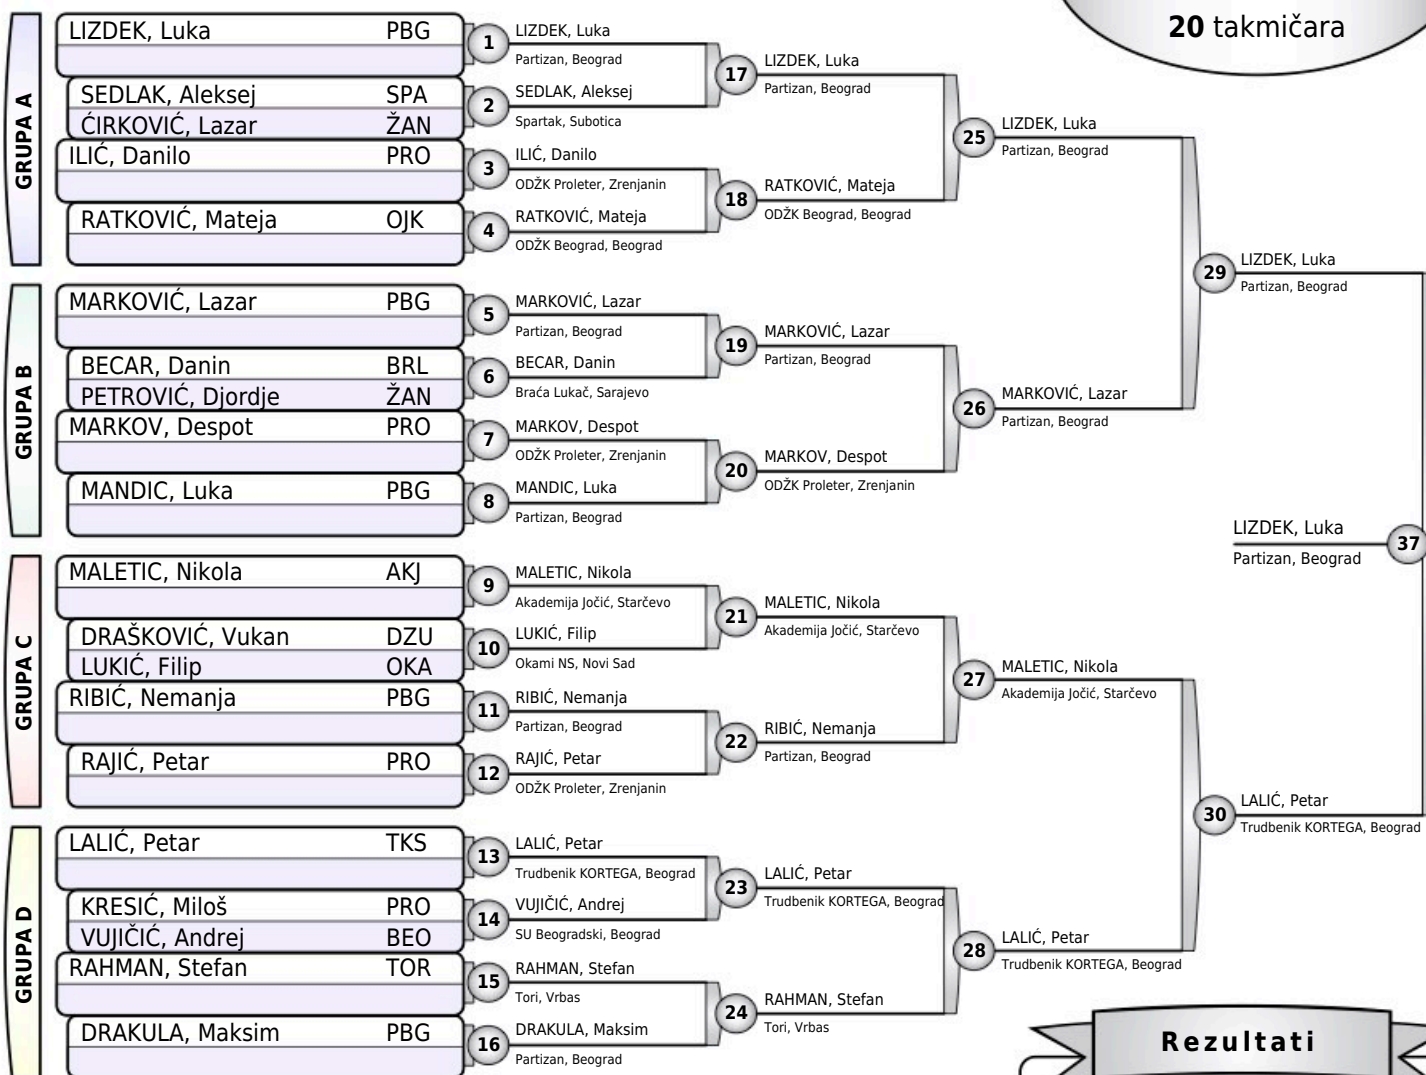 20 takmičara
GRUPA A
LIZDEK, Luka PBG
SEDLAK, Aleksej SPA
ĆIRKOVIĆ, Lazar ŽAN
ILIĆ, Danilo PRO
RATKOVIĆ, Mateja OJK
GRUPA B
MARKOVIĆ, Lazar PBG
BECAR, Danin BRL
PETROVIĆ, Djordje ŽAN
MARKOV, Despot PRO
MANDIC, Luka PBG
GRUPA C
MALETIC, Nikola AKJ
DRAŠKOVIĆ, Vukan DZU
LUKIĆ, Filip OKA
RIBIĆ, Nemanja PBG
RAJIĆ, Petar PRO
GRUPA D
LALIĆ, Petar TKS
KRESIĆ, Miloš PRO
VUJIČIĆ, Andrej BEO
RAHMAN, Stefan TOR
DRAKULA, Maksim PBG
1 LIZDEK, Luka
Partizan, Beograd
2 SEDLAK, Aleksej
Spartak, Subotica
3 ILIĆ, Danilo
ODŽK Proleter, Zrenjanin
4 RATKOVIĆ, Mateja
ODŽK Beograd, Beograd
5 MARKOVIĆ, Lazar
Partizan, Beograd
6 BECAR, Danin
Braća Lukač, Sarajevo
7 MARKOV, Despot
ODŽK Proleter, Zrenjanin
8 MANDIC, Luka
Partizan, Beograd
9 MALETIC, Nikola
Akademija Jočić, Starčevo
10 LUKIĆ, Filip
Okami NS, Novi Sad
11 RIBIĆ, Nemanja
Partizan, Beograd
12 RAJIĆ, Petar
ODŽK Proleter, Zrenjanin
13 LALIĆ, Petar
Trudbenik KORTEGA, Beograd
14 VUJIČIĆ, Andrej
SU Beogradski, Beograd
15 RAHMAN, Stefan
Tori, Vrbas
16 DRAKULA, Maksim
Partizan, Beograd
17 LIZDEK, Luka
Partizan, Beograd
18 RATKOVIĆ, Mateja
ODŽK Beograd, Beograd
19 MARKOVIĆ, Lazar
Partizan, Beograd
20 MARKOV, Despot
ODŽK Proleter, Zrenjanin
21 MALETIC, Nikola
Akademija Jočić, Starčevo
22 RIBIĆ, Nemanja
Partizan, Beograd
23 LALIĆ, Petar
Trudbenik KORTEGA, Beograd
24 RAHMAN, Stefan
Tori, Vrbas
25 LIZDEK, Luka
Partizan, Beograd
26 MARKOVIĆ, Lazar
Partizan, Beograd
27 MALETIC, Nikola
Akademija Jočić, Starčevo
28 LALIĆ, Petar
Trudbenik KORTEGA, Beograd
29 LIZDEK, Luka
Partizan, Beograd
30 LALIĆ, Petar
Trudbenik KORTEGA, Beograd
LIZDEK, Luka 37
Partizan, Beograd
Rezultati